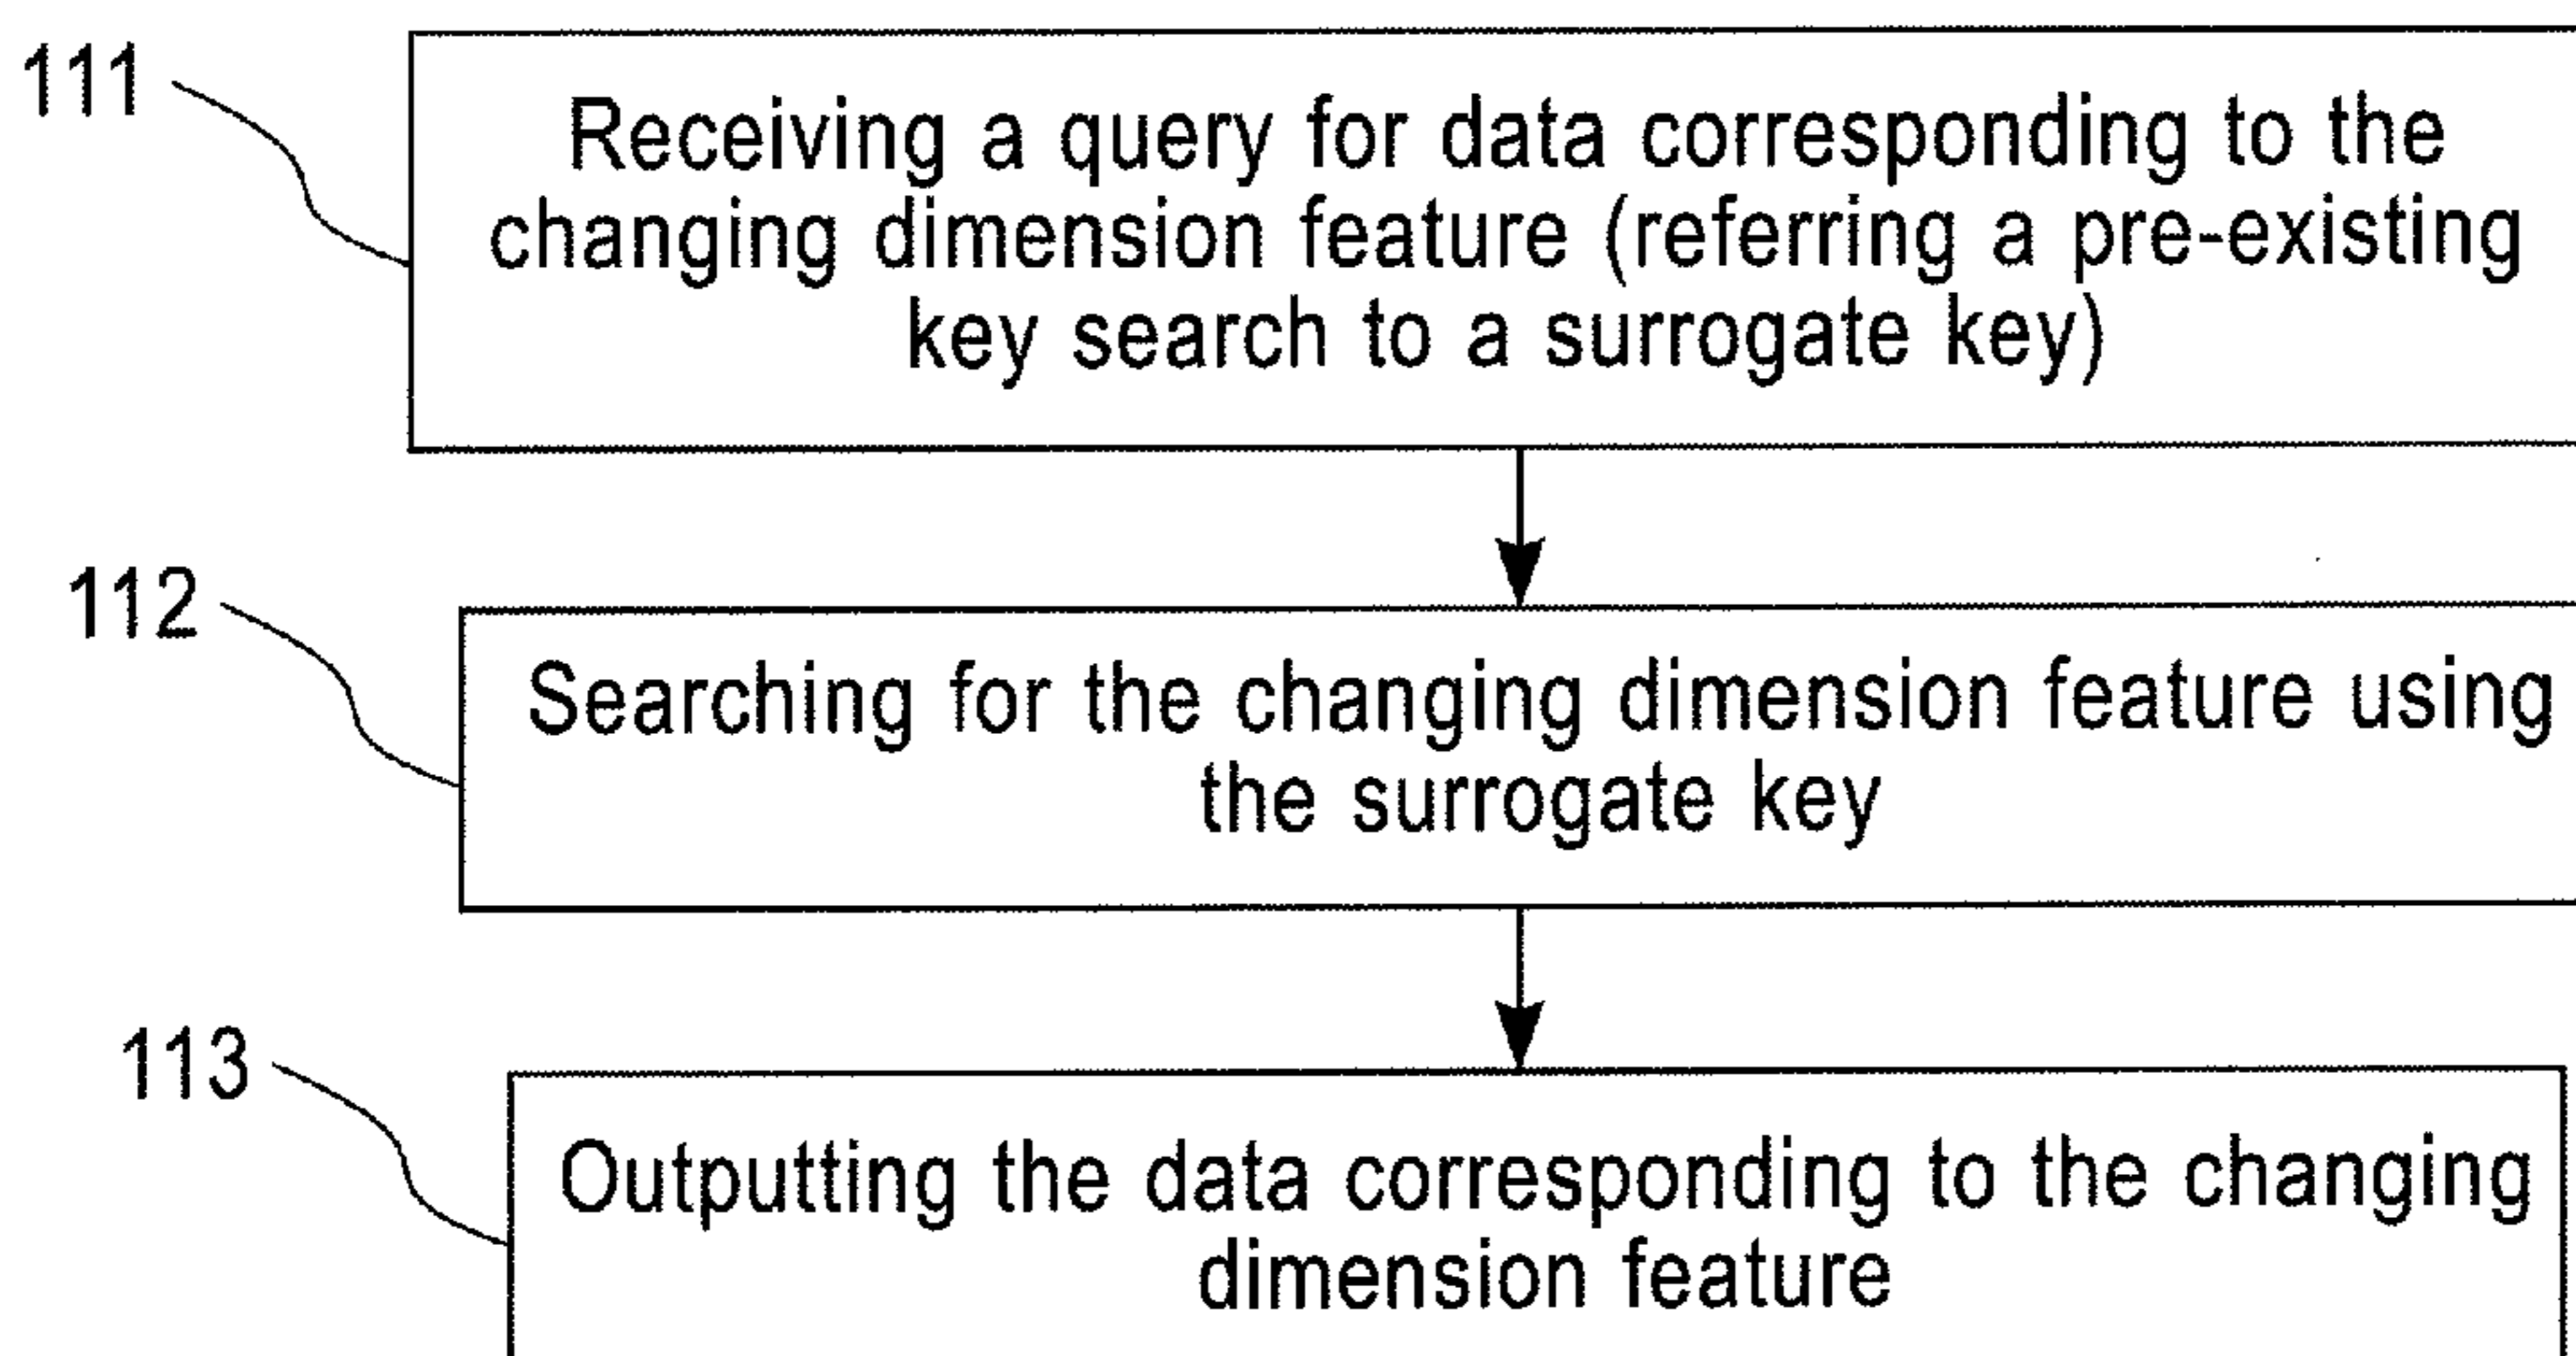 111
Receiving a query for data corresponding to the
changing dimension feature (referring a pre-existing
key search to a surrogate key)
112
Searching for the changing dimension feature using
the surrogate key
113
Outputting the data corresponding to the changing
dimension feature